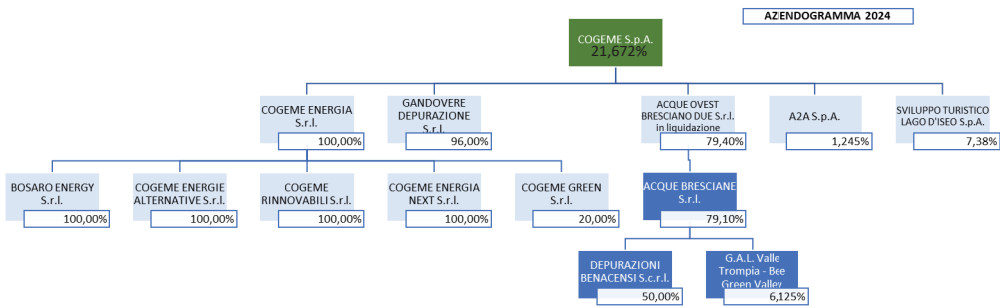 AZIENDOGRAMMA 2024
COGEME S.p.A.
21,672%
COGEME ENERGIA
S.r.l.
100,00%
GANDOVERE
DEPURAZIONE
S.r.l.
96,00%
ACQUE OVEST
BRESCIANO DUE S.r.l.
in liquidazione
79,40%
A2A S.p.A.
1,245%
SVILUPPO TURISTICO
LAGO D'ISEO S.p.A.
7,38%
BOSARO ENERGY
S.r.l.
100,00%
COGEME ENERGIE
ALTERNATIVE S.r.l.
100,00%
COGEME
RINNOVABILI S.r.l.
100,00%
COGEME ENERGIA
NEXT S.r.l.
100,00%
COGEME GREEN
S.r.l.
20,00%
ACQUE BRESCIANE
S.r.l.
79,10%
DEPURAZIONI
BENACENSI S.c.r.l.
50,00%
G.A.L. Valle
Trompia - Bee
Green Valley
6,125%